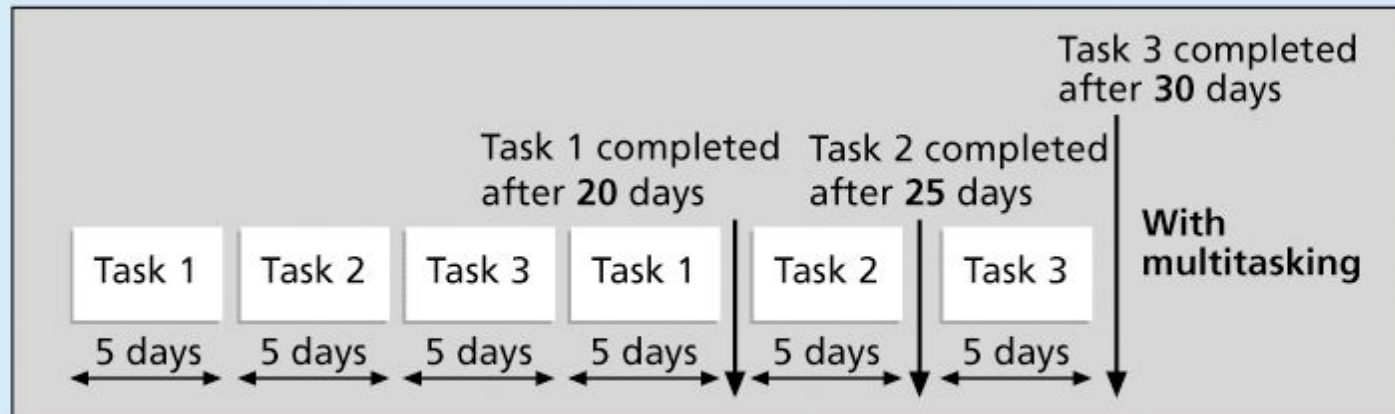 Task 3 completed
after 30 days
Task 1 completed
after 20 days
Task 2 completed
after 25 days
With
multitasking
Task 1
Task 2
Task 3
Task 1
Task 2
Task 3
5 days
5 days
5 days
5 days
5 days
5 days